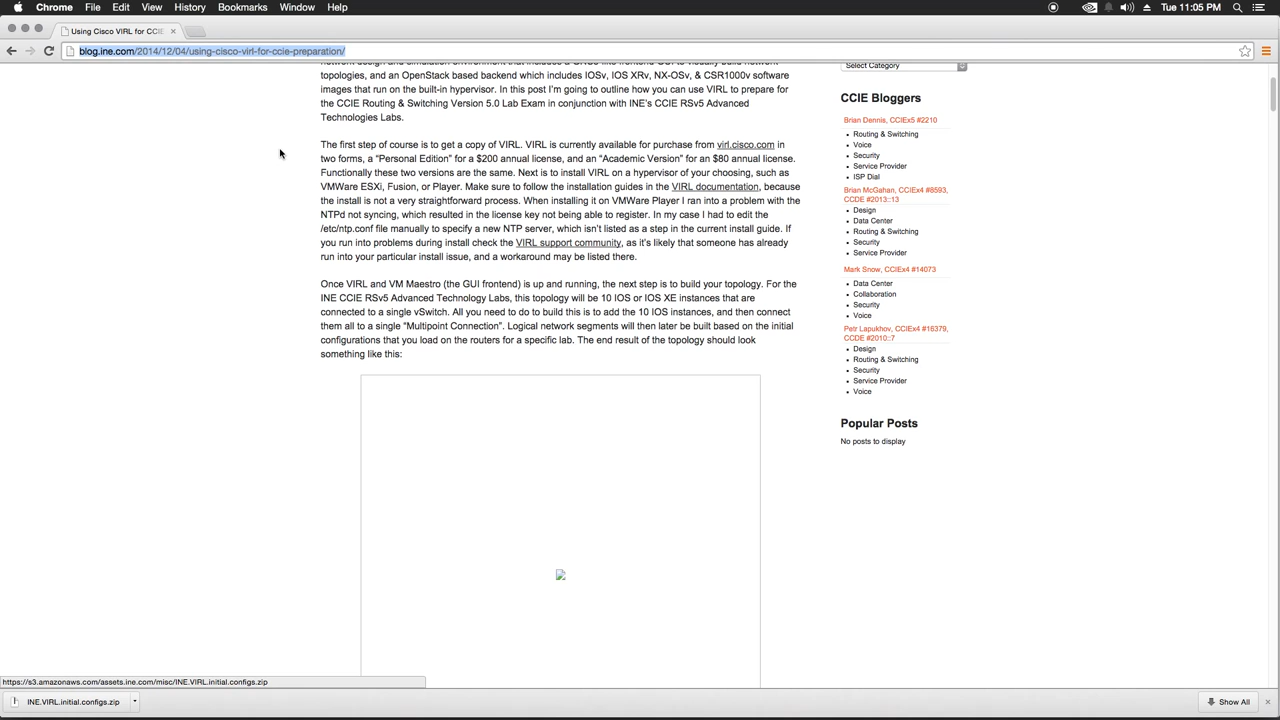 Chrome File Edit View History Bookmarks Window Help
Tue 11:05 PM
Using Cisco VIRL for CCIE
blog.ine.com/2014/12/04/using-cisco-virl-for-ccie-preparation/
topologies, and an OpenStack based backend which includes IOSv, IOS XRv, NX-OSv, & CSR1000v software
images that run on the built-in hypervisor. In this post I'm going to outline how you can use VIRL to prepare for
the CCIE Routing & Switching Version 5.0 Lab Exam in conjunction with INE's CCIE RSv5 Advanced
Technologies Labs.
The first step of course is to get a copy of VIRL. VIRL is currently available for purchase from virl.cisco.com in
two forms, a “Personal Edition” for a $200 annual license, and an “Academic Version” for an $80 annual license.
Functionally these two versions are the same. Next is to install VIRL on a hypervisor of your choosing, such as
VMWare ESXi, Fusion, or Player. Make sure to follow the installation guides in the VIRL documentation, because
the install is not a very straightforward process. When installing it on VMWare Player I ran into a problem with the
NTPd not syncing, which resulted in the license key not being able to register. In my case I had to edit the
/etc/ntp.conf file manually to specify a new NTP server, which isn't listed as a step in the current install guide. If
you run into problems during install check the VIRL support community, as it's likely that someone has already
run into your particular install issue, and a workaround may be listed there.
Once VIRL and VM Maestro (the GUI frontend) is up and running, the next step is to build your topology. For the
INE CCIE RSv5 Advanced Technology Labs, this topology will be 10 IOS or IOS XE instances that are
connected to a single vSwitch. All you need to do to build this is to add the 10 IOS instances, and then connect
them all to a single “Multipoint Connection”. Logical network segments will then later be built based on the initial
configurations that you load on the routers for a specific lab. The end result of the topology should look
something like this:
Select Category
CCIE Bloggers
Brian Dennis, CCIEx5 #2210
Routing & Switching
Voice
Security
Service Provider
ISP Dial
Brian McGahan, CCIEx4 #8593,
CCDE #2013::13
Design
Data Center
Routing & Switching
Security
Service Provider
Mark Snow, CCIEx4 #14073
Data Center
Collaboration
Security
Voice
Petr Lapukhov, CCIEx4 #16379,
CCDE #2010::7
Design
Routing & Switching
Security
Service Provider
Voice
Popular Posts
No posts to display
https://s3.amazonaws.com/assets.ine.com/misc/INE.VIRL.initial.configs.zip
INE.VIRL.initial.configs.zip
Show All